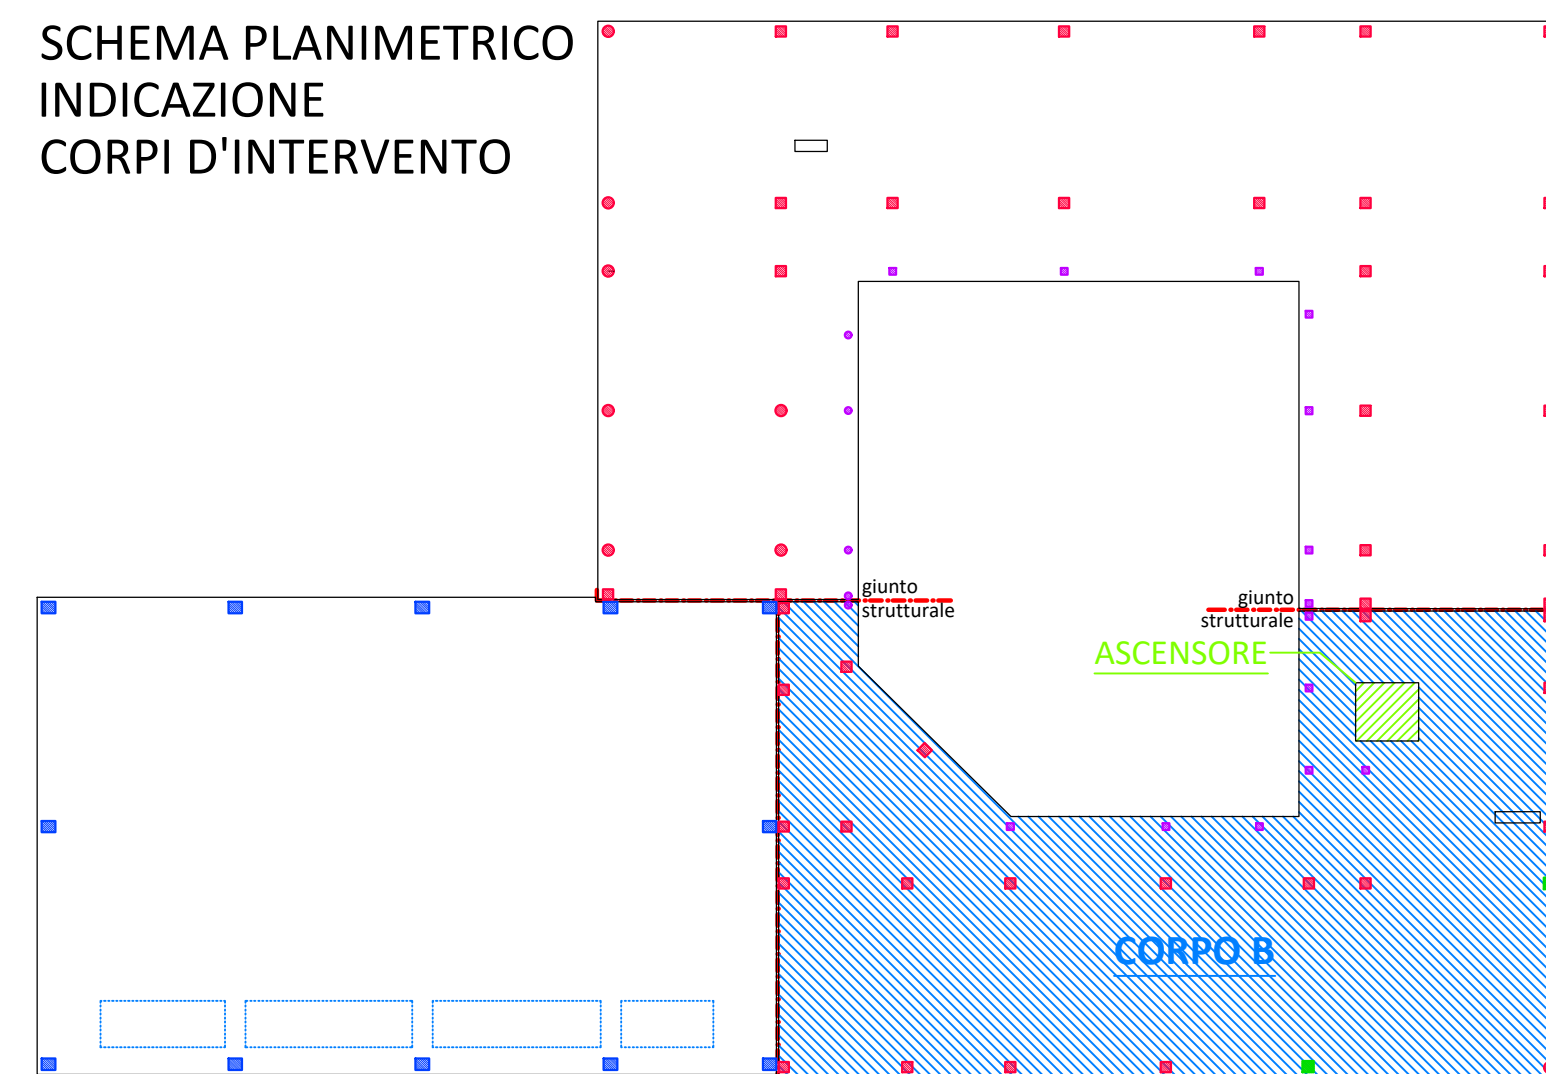 SCHEMA PLANIMETRICO
INDICAZIONE
CORPI D'INTERVENTO
giunto
strutturale
giunto
strutturale
ASCENSORE
CORPO B